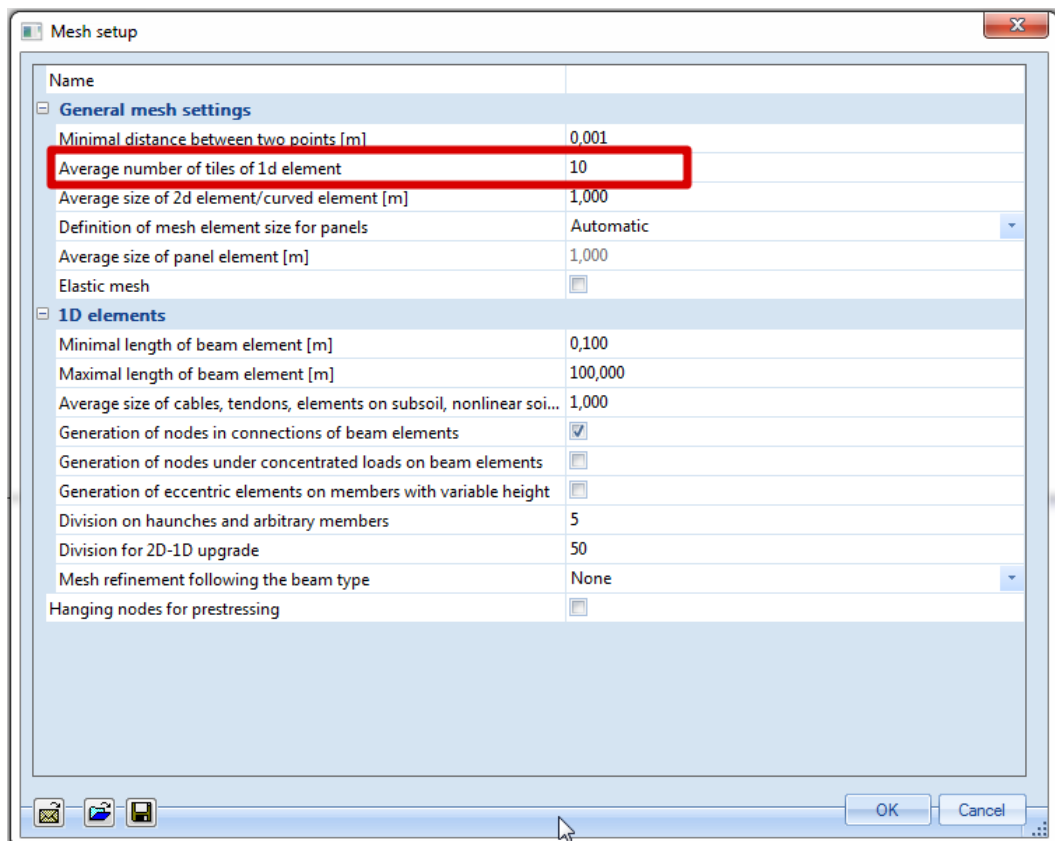 Mesh setup
Name
General mesh settings
Minimal distance between two points [m] 0,001
Average number of tiles of 1d element 10
Average size of 2d element/curved element [m] 1,000
Definition of mesh element size for panels Automatic
Average size of panel element [m] 1,000
Elastic mesh
1D elements
Minimal length of beam element [m] 0,100
Maximal length of beam element [m] 100,000
Average size of cables, tendons, elements on subsoil, nonlinear soi... 1,000
Generation of nodes in connections of beam elements
Generation of nodes under concentrated loads on beam elements
Generation of eccentric elements on members with variable height
Division on haunches and arbitrary members 5
Division for 2D-1D upgrade 50
Mesh refinement following the beam type None
Hanging nodes for prestressing
OK Cancel